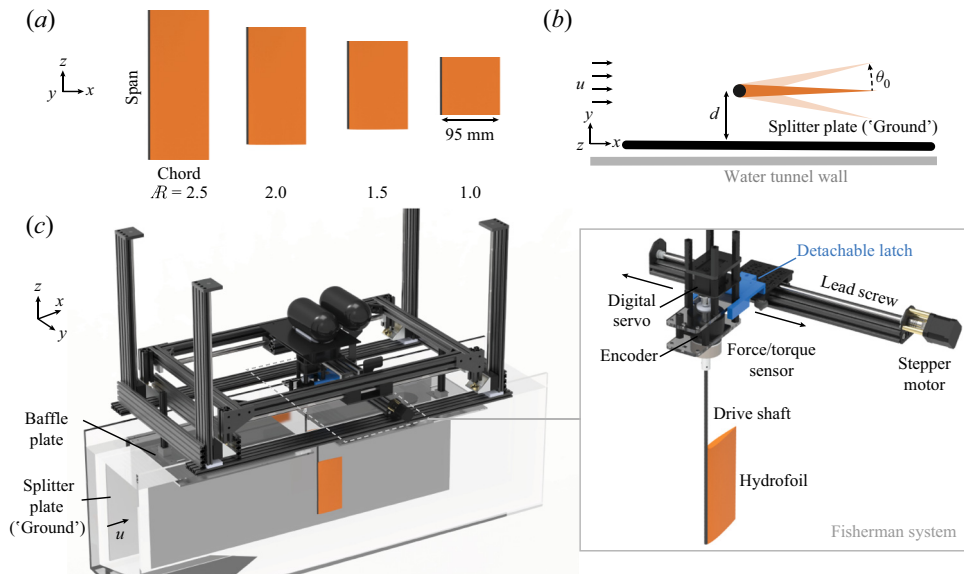 (a)
z
y
x
Span
95 mm
Chord
AR = 2.5
2.0
1.5
1.0
(b)
u
θ0
d
y
z
x
Splitter plate (‘Ground’)
Water tunnel wall
(c)
z
x
y
Baffle
plate
Splitter
plate
(‘Ground’)
u
Detachable latch
Lead screw
Digital
servo
Encoder
Force/torque
sensor
Stepper
motor
Drive shaft
Hydrofoil
Fisherman system